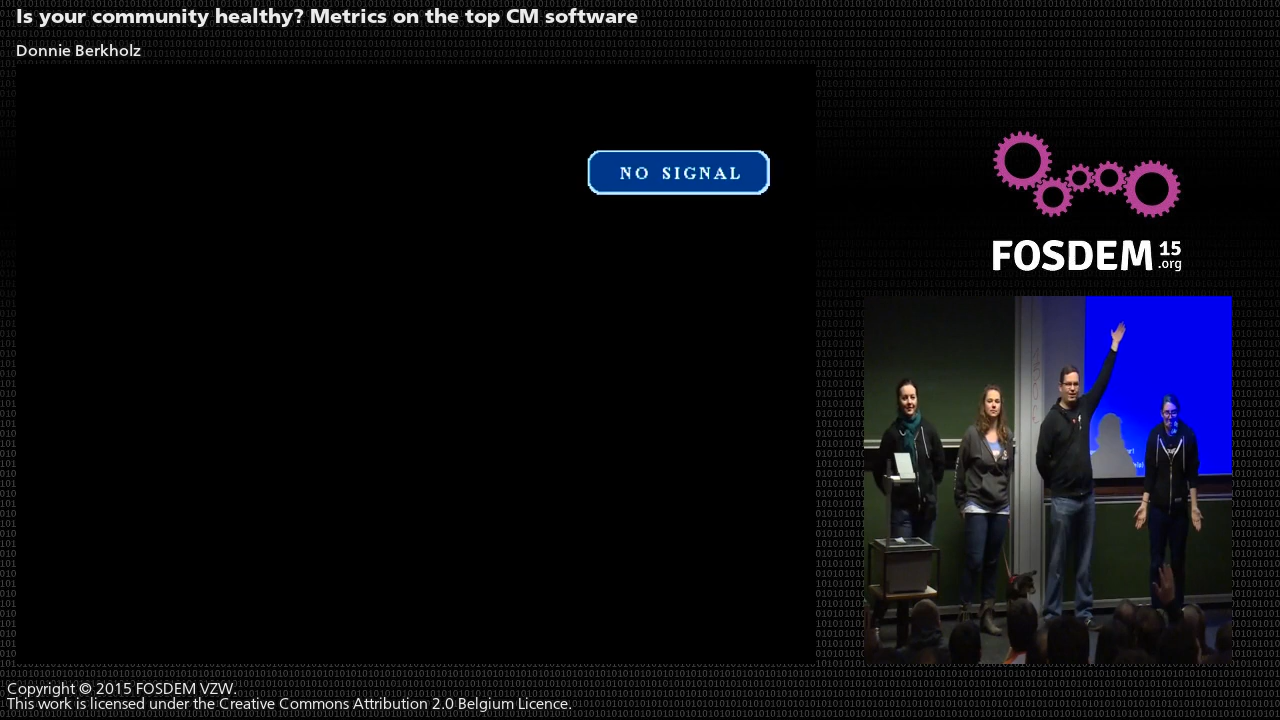 Is your community healthy? Metrics on the top CM software
Donnie Berkholz
NO SIGNAL
FOSDEM 15
.org
Copyright © 2015 FOSDEM VZW.
This work is licensed under the Creative Commons Attribution 2.0 Belgium Licence.